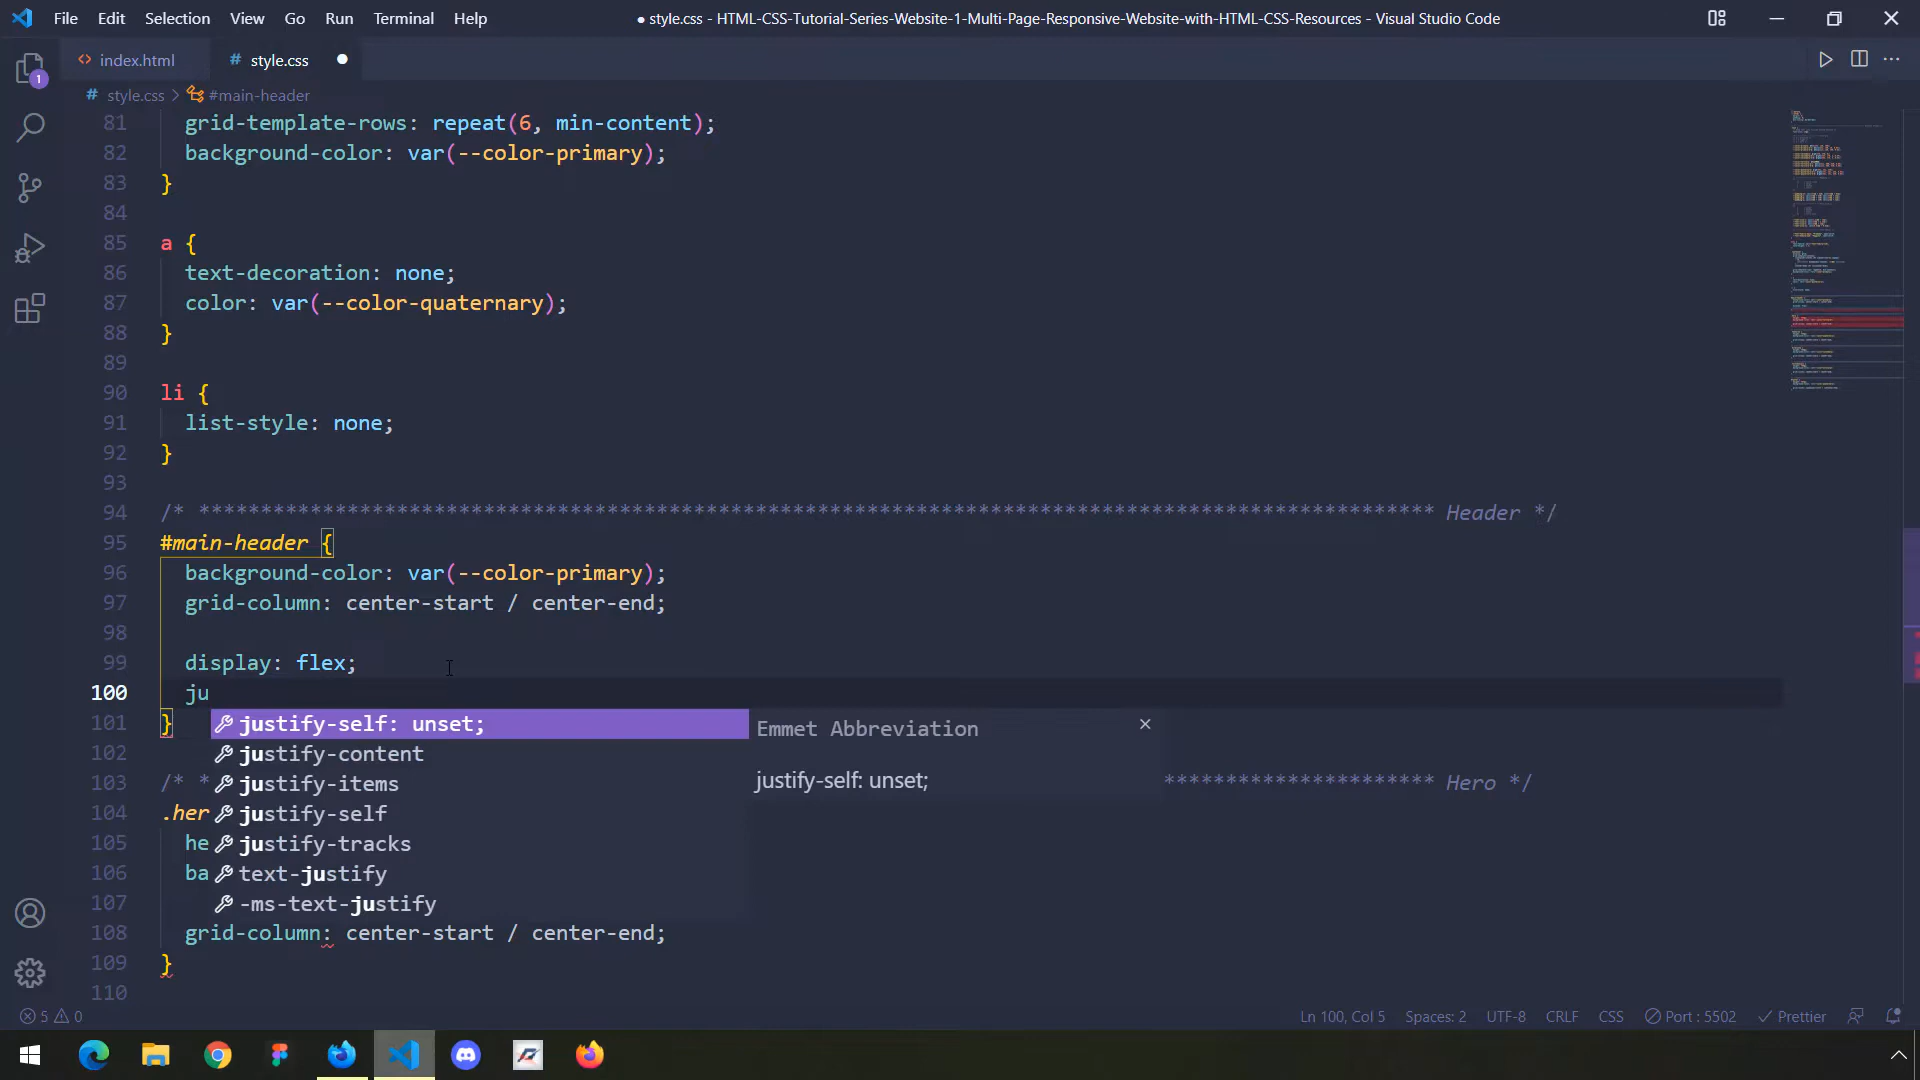 File Edit Selection View Go Run Terminal Help
● style.css - HTML-CSS-Tutorial-Series-Website-1-Multi-Page-Responsive-Website-with-HTML-CSS-Resources - Visual Studio Code
<> index.html
# style.css ●
# style.css > #main-header
1
81 grid-template-rows: repeat(6, min-content);
82 background-color: var(--color-primary);
83 }
84
85 a {
86 text-decoration: none;
87 color: var(--color-quaternary);
88 }
89
90 li {
91 list-style: none;
92 }
93
94 /* **************************************************************************************************** Header */
95 #main-header {
96 background-color: var(--color-primary);
97 grid-column: center-start / center-end;
98
99 display: flex;
100 ju
101 }
justify-self: unset;
Emmet Abbreviation
102
justify-content
justify-items
justify-self: unset;
103 /* * ********************** Hero */
104 .her
justify-self
105 he
justify-tracks
106 ba
text-justify
107
-ms-text-justify
108 grid-column: center-start / center-end;
109 }
110
5 0
Ln 100, Col 5 Spaces: 2 UTF-8 CRLF CSS Port : 5502 Prettier